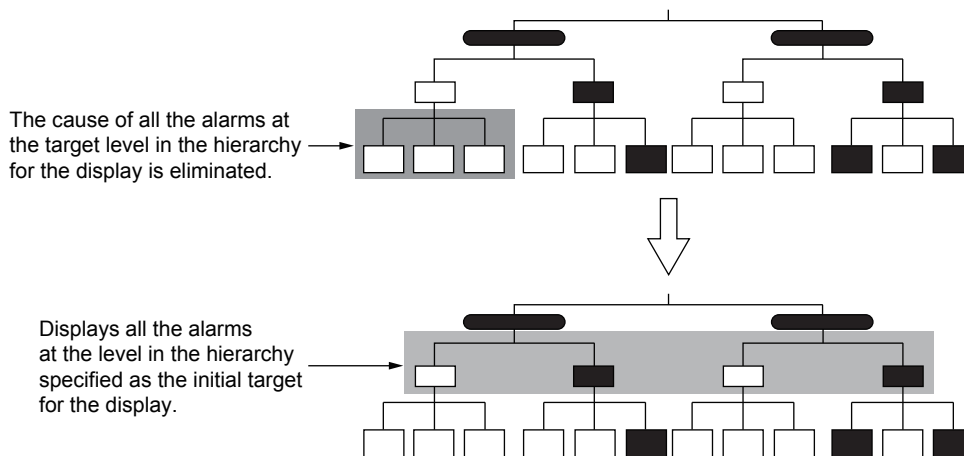 The cause of all the alarms at
the target level in the hierarchy
for the display is eliminated.
Displays all the alarms
at the level in the hierarchy
specified as the initial target
for the display.